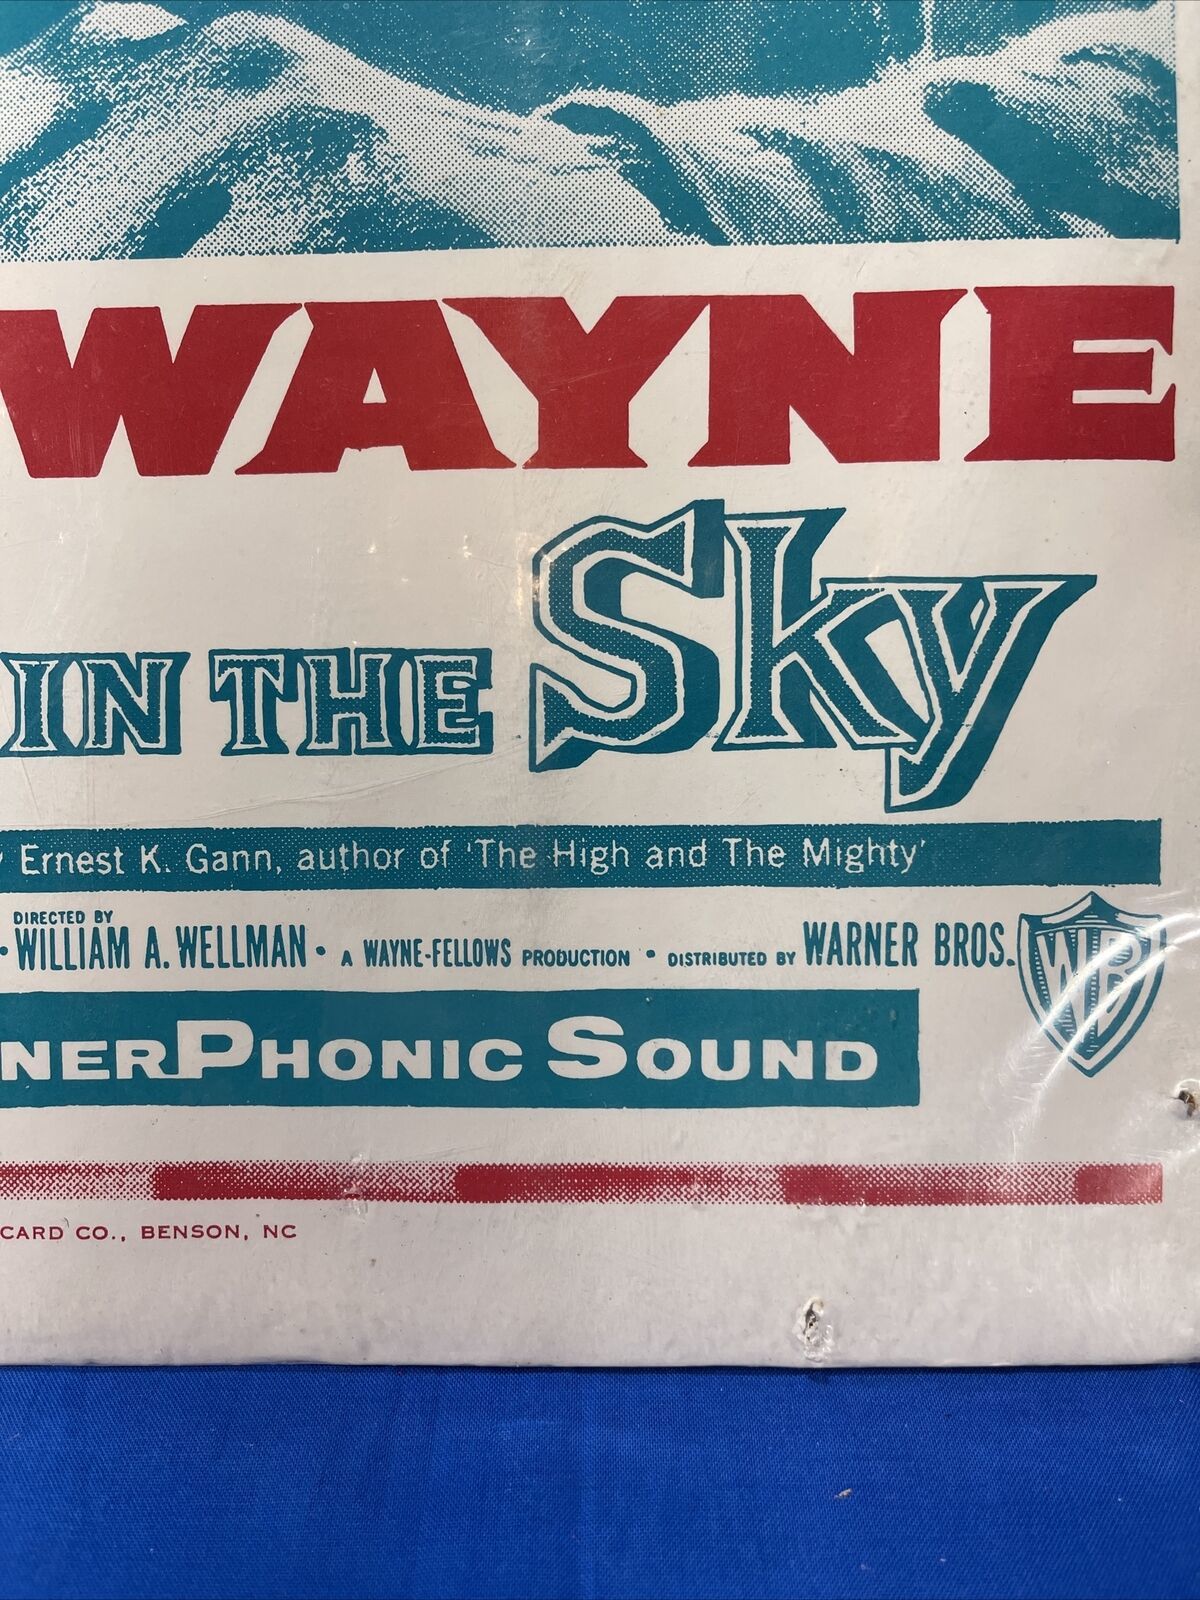 WAYNE
IN THE Sky
Ernest K. Gann, author of 'The High and The Mighty'
DIRECTED BY
• WILLIAM A. WELLMAN • A WAYNE-FELLOWS PRODUCTION • DISTRIBUTED BY WARNER BROS.
WB
NERPHONIC SOUND
CARD CO., BENSON, NC